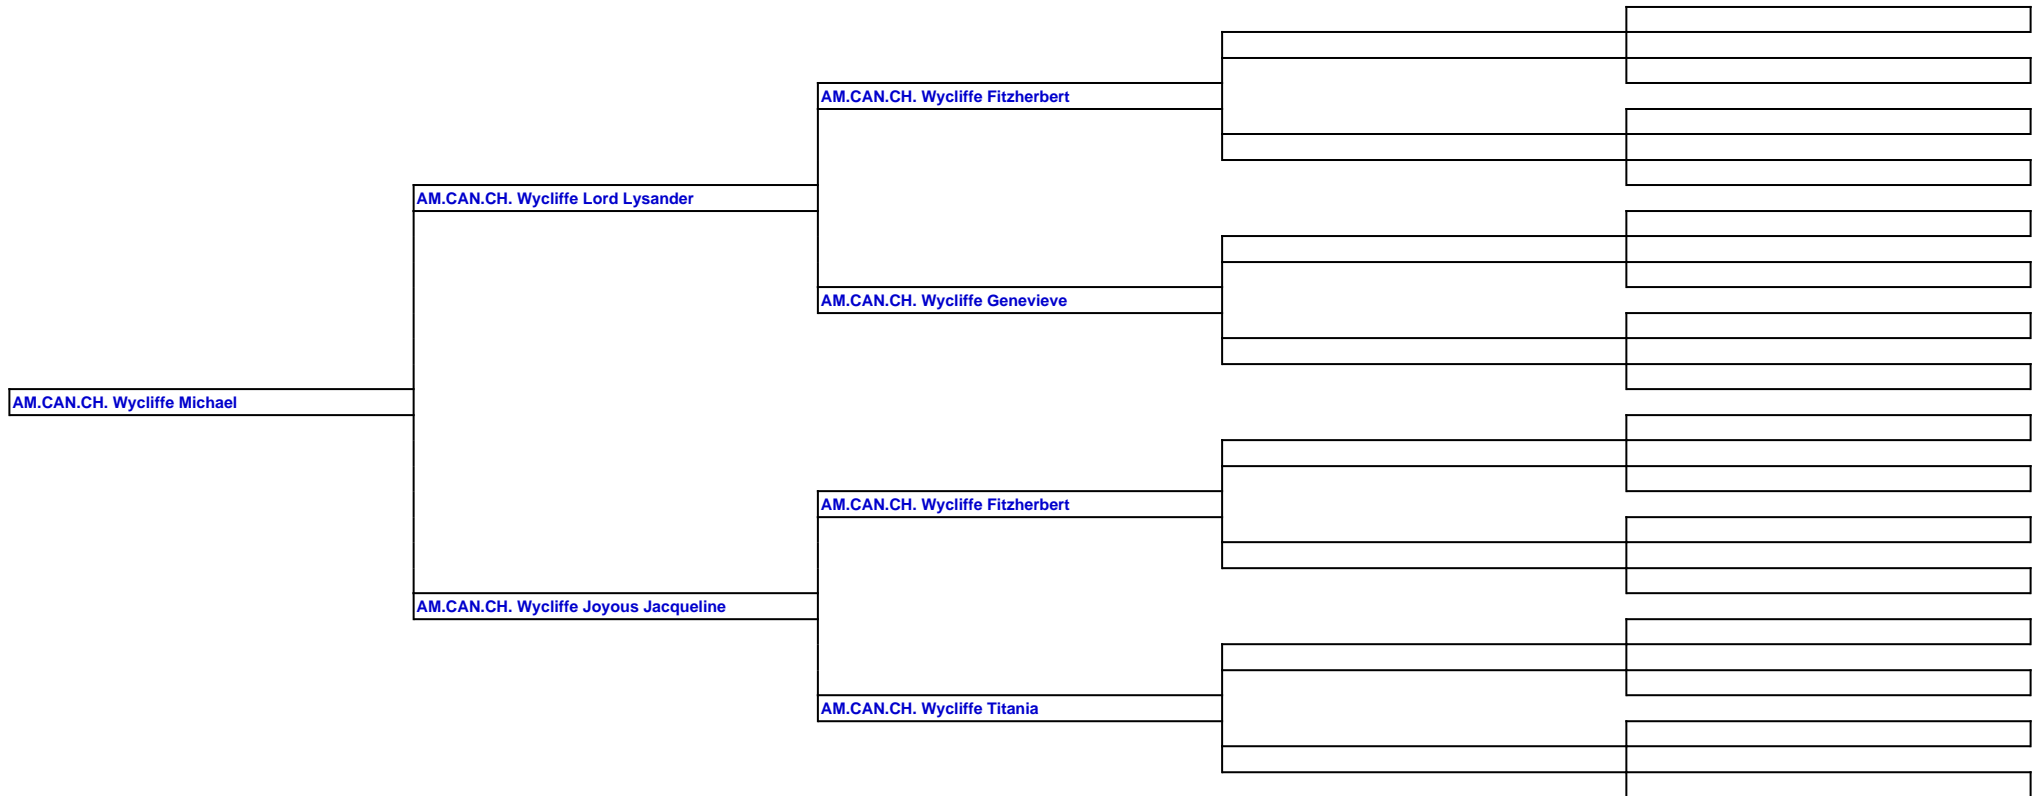 AM.CAN.CH. Wycliffe Fitzherbert
AM.CAN.CH. Wycliffe Lord Lysander
AM.CAN.CH. Wycliffe Genevieve
AM.CAN.CH. Wycliffe Michael
AM.CAN.CH. Wycliffe Fitzherbert
AM.CAN.CH. Wycliffe Joyous Jacqueline
AM.CAN.CH. Wycliffe Titania